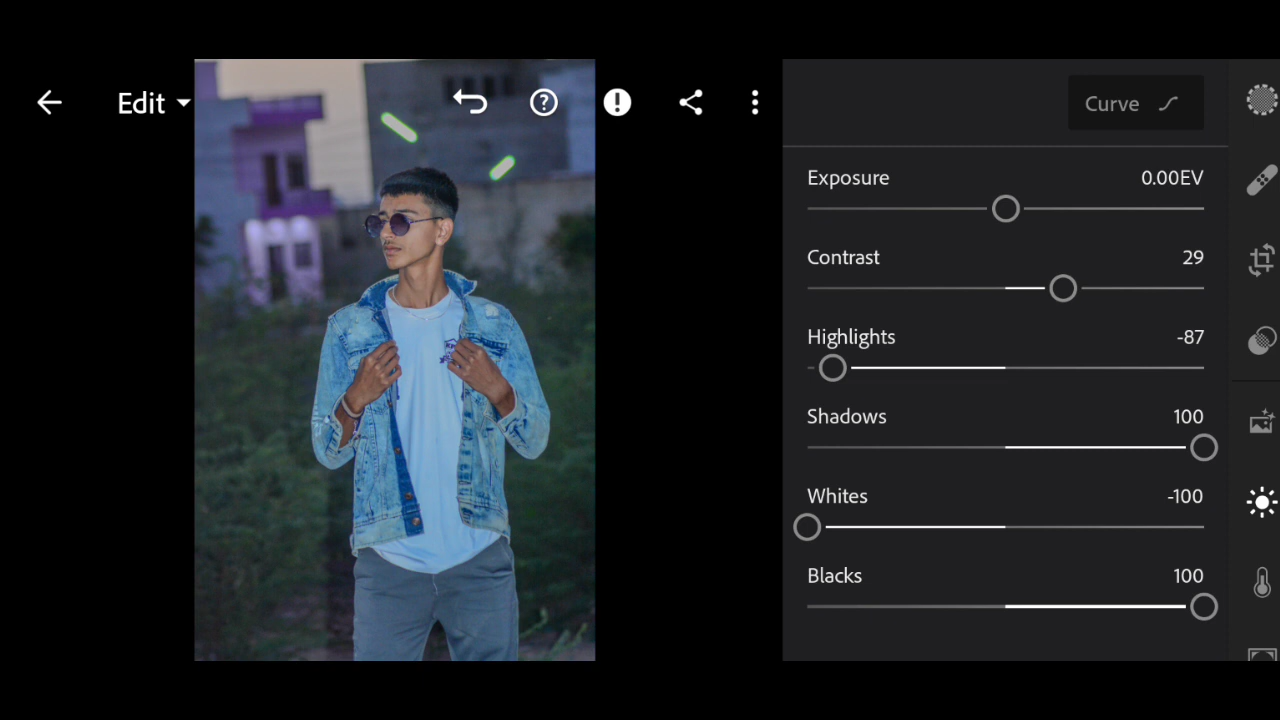 Edit
Curve
Exposure 0.00EV
Contrast 29
Highlights -87
Shadows 100
Whites -100
Blacks 100